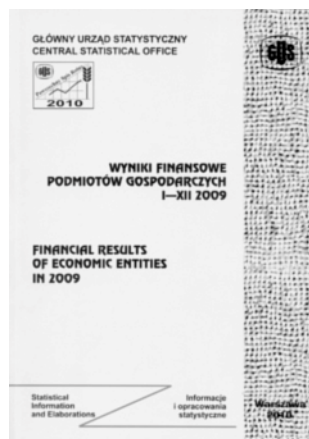 GŁÓWNY URZĄD STATYSTYCZNY
CENTRAL STATISTICAL OFFICE
GUS
2010
WYNIKI FINANSOWE
PODMIOTÓW GOSPODARCZYCH
I—XII 2009
FINANCIAL RESULTS
OF ECONOMIC ENTITIES
IN 2009
Statistical
Information
and Elaborations
Informacje
i opracowania
statystyczne
Warszawa
2010